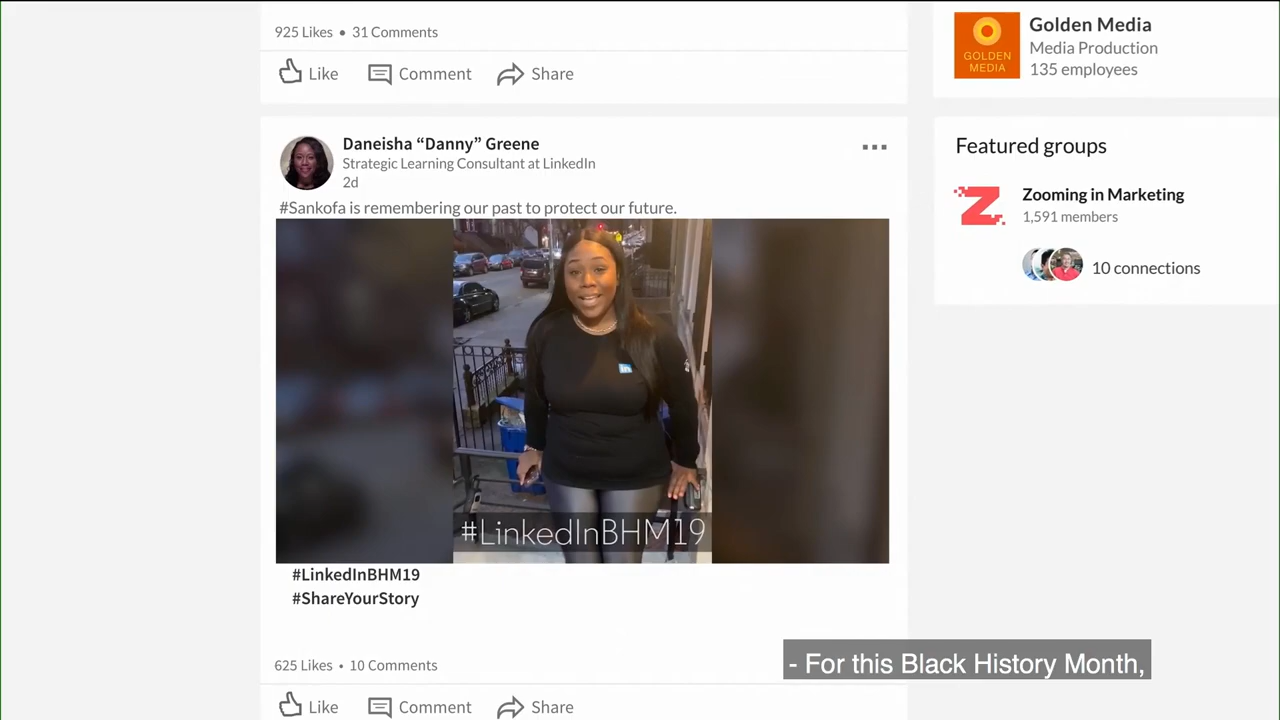 925 Likes • 31 Comments
Like Comment Share
Daneisha “Danny” Greene
Strategic Learning Consultant at LinkedIn
2d
#Sankofa is remembering our past to protect our future.
in
#LinkedInBHM19
#LinkedInBHM19
#ShareYourStory
625 Likes • 10 Comments
Like Comment Share
GOLDEN
MEDIA
Golden Media
Media Production
135 employees
Featured groups
Z
Zooming in Marketing
1,591 members
10 connections
- For this Black History Month,